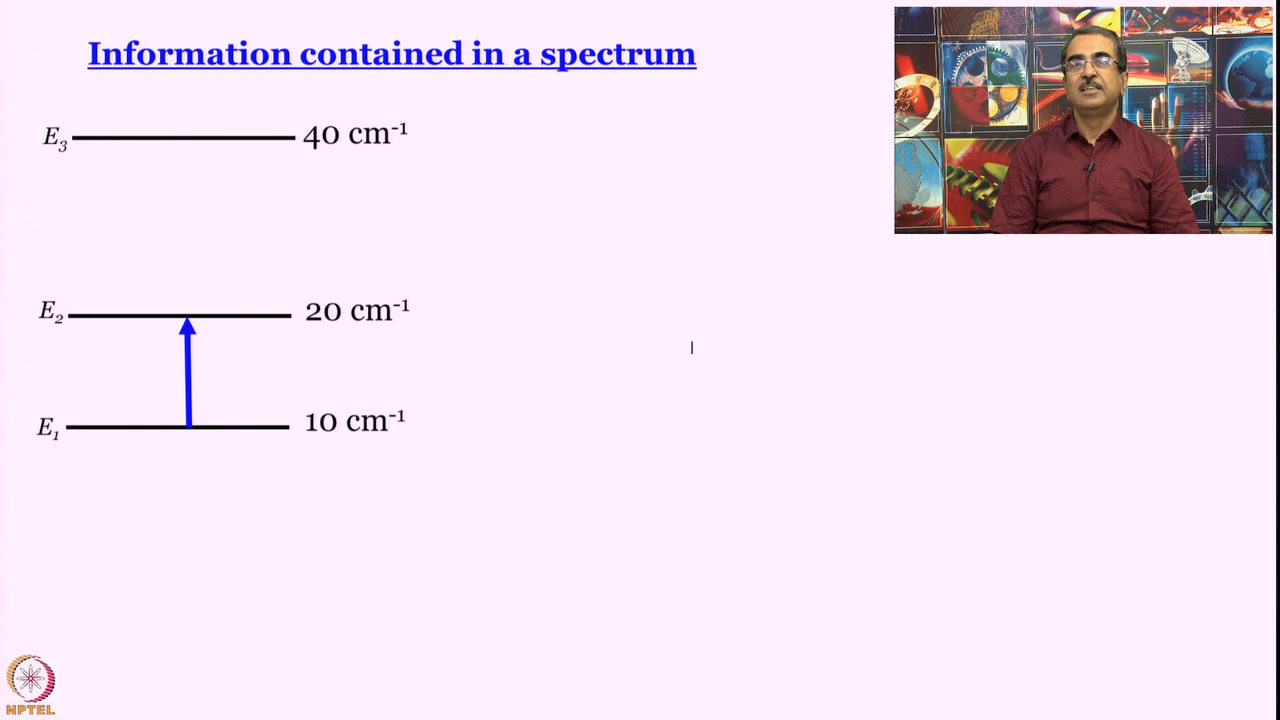 Information contained in a spectrum
E₃ 40 cm⁻¹
E₂ 20 cm⁻¹
E₁ 10 cm⁻¹
NPTEL